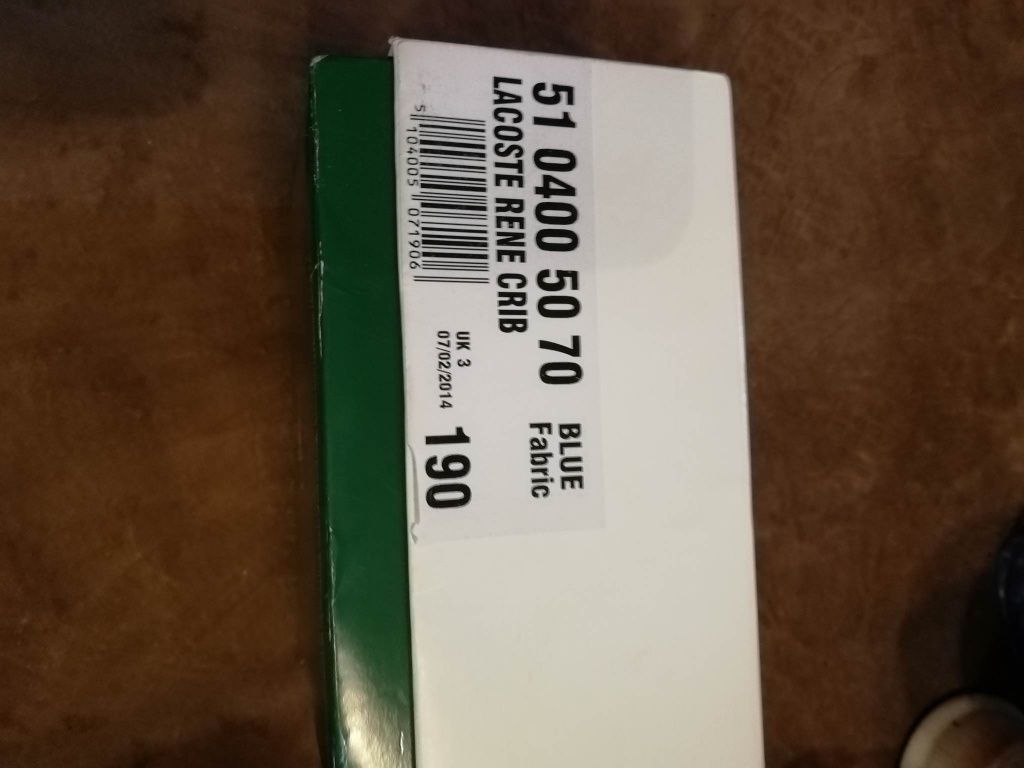 51 0400 50 70
BLUE
Fabric
LACOSTE RENE CRIB
5 104005 071906
UK 3
07/02/2014
190